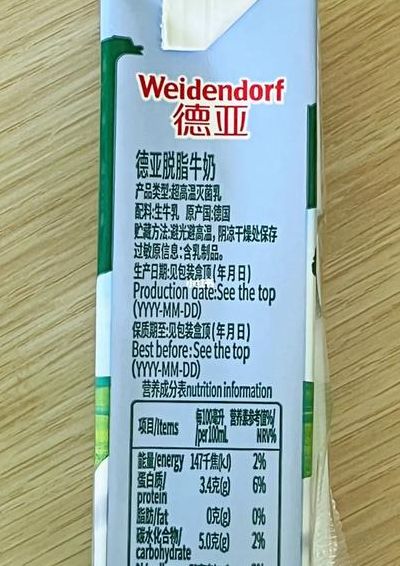 Weidendorf
德亚
德亚脱脂牛奶
产品类型:超高温灭菌乳
配料:生牛乳 原产国:德国
贮藏方法:避光避高温，阴凉干燥处保存
过敏原信息:含乳制品。
生产日期:见包装盒顶(年月日)
Production date:See the top
(YYYY-MM-DD)
保质期至:见包装盒顶(年月日)
Best before:See the top
(YYYY-MM-DD)
营养成分表nutrition information
项目/Items 每100毫升/per100mL 营养素参考值%/NRV%
能量/energy 147千焦(kJ) 2%
蛋白质/protein 3.4克(g) 6%
脂肪/fat 0克(g) 0%
碳水化合物/carbohydrate 5.0克(g) 2%